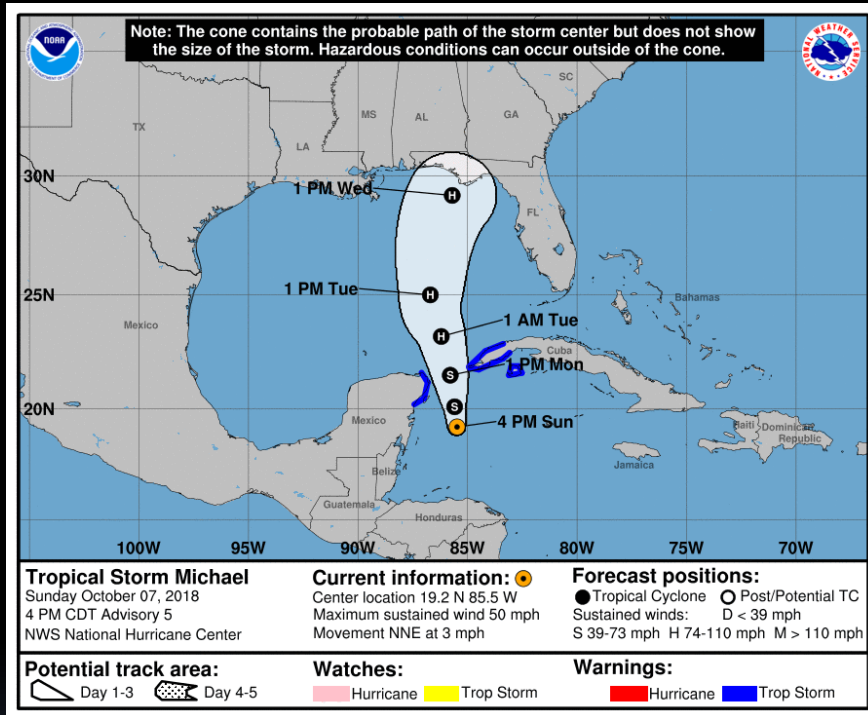 Note: The cone contains the probable path of the storm center but does not show
the size of the storm. Hazardous conditions can occur outside of the cone.
NOAA
NATIONAL WEATHER SERVICE
SC
MS
AL
GA
TX
LA
30N
1 PM Wed
H
FL
25N
1 PM Tue
H
Bahamas
Mexico
1 AM Tue
H
Cuba
S
1 PM Mon
20N
S
4 PM Sun
Mexico
Haiti
Dominican
Republic
Jamaica
Belize
Guatemala
Honduras
100W
95W
90W
85W
80W
75W
70W
Tropical Storm Michael
Sunday October 07, 2018
4 PM CDT Advisory 5
NWS National Hurricane Center
Current information:
Center location 19.2 N 85.5 W
Maximum sustained wind 50 mph
Movement NNE at 3 mph
Forecast positions:
Tropical Cyclone Post/Potential TC
Sustained winds: D < 39 mph
S 39-73 mph H 74-110 mph M > 110 mph
Potential track area:
Day 1-3 Day 4-5
Watches:
Hurricane Trop Storm
Warnings:
Hurricane Trop Storm